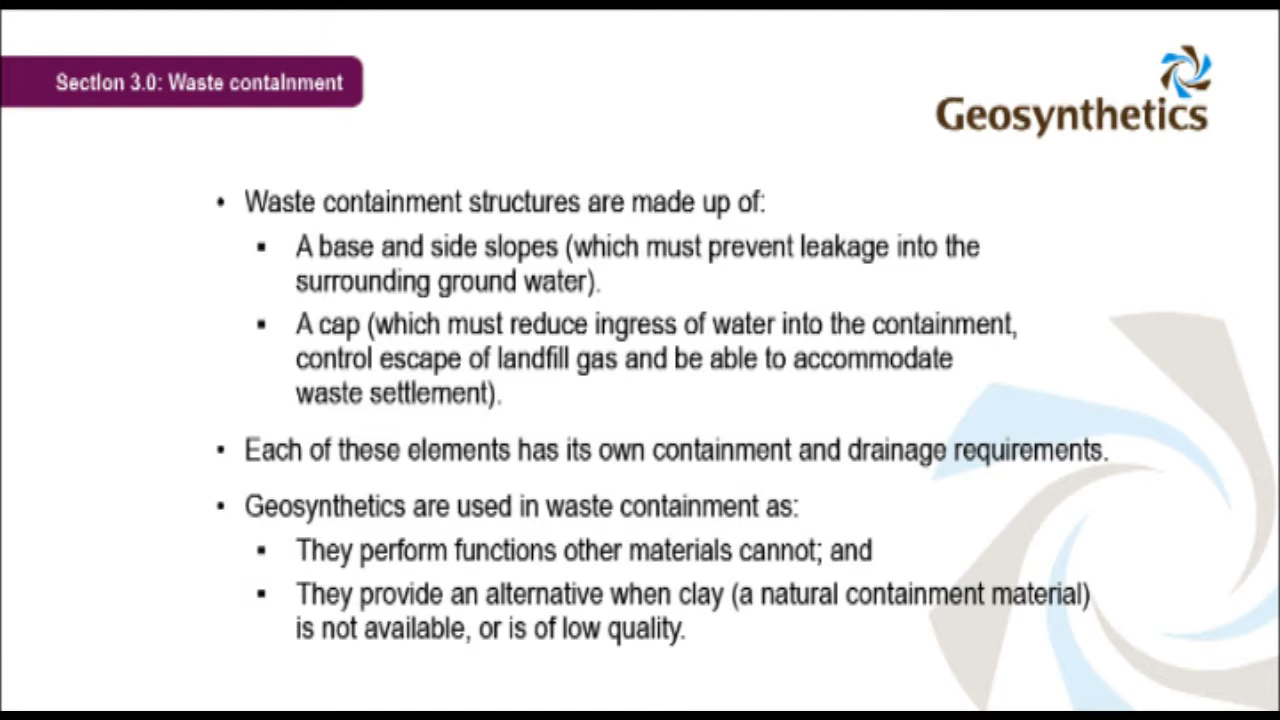 Section 3.0: Waste containment
Geosynthetics
• Waste containment structures are made up of:
▪ A base and side slopes (which must prevent leakage into the
surrounding ground water).
▪ A cap (which must reduce ingress of water into the containment,
control escape of landfill gas and be able to accommodate
waste settlement).
• Each of these elements has its own containment and drainage requirements.
• Geosynthetics are used in waste containment as:
▪ They perform functions other materials cannot; and
▪ They provide an alternative when clay (a natural containment material)
is not available, or is of low quality.